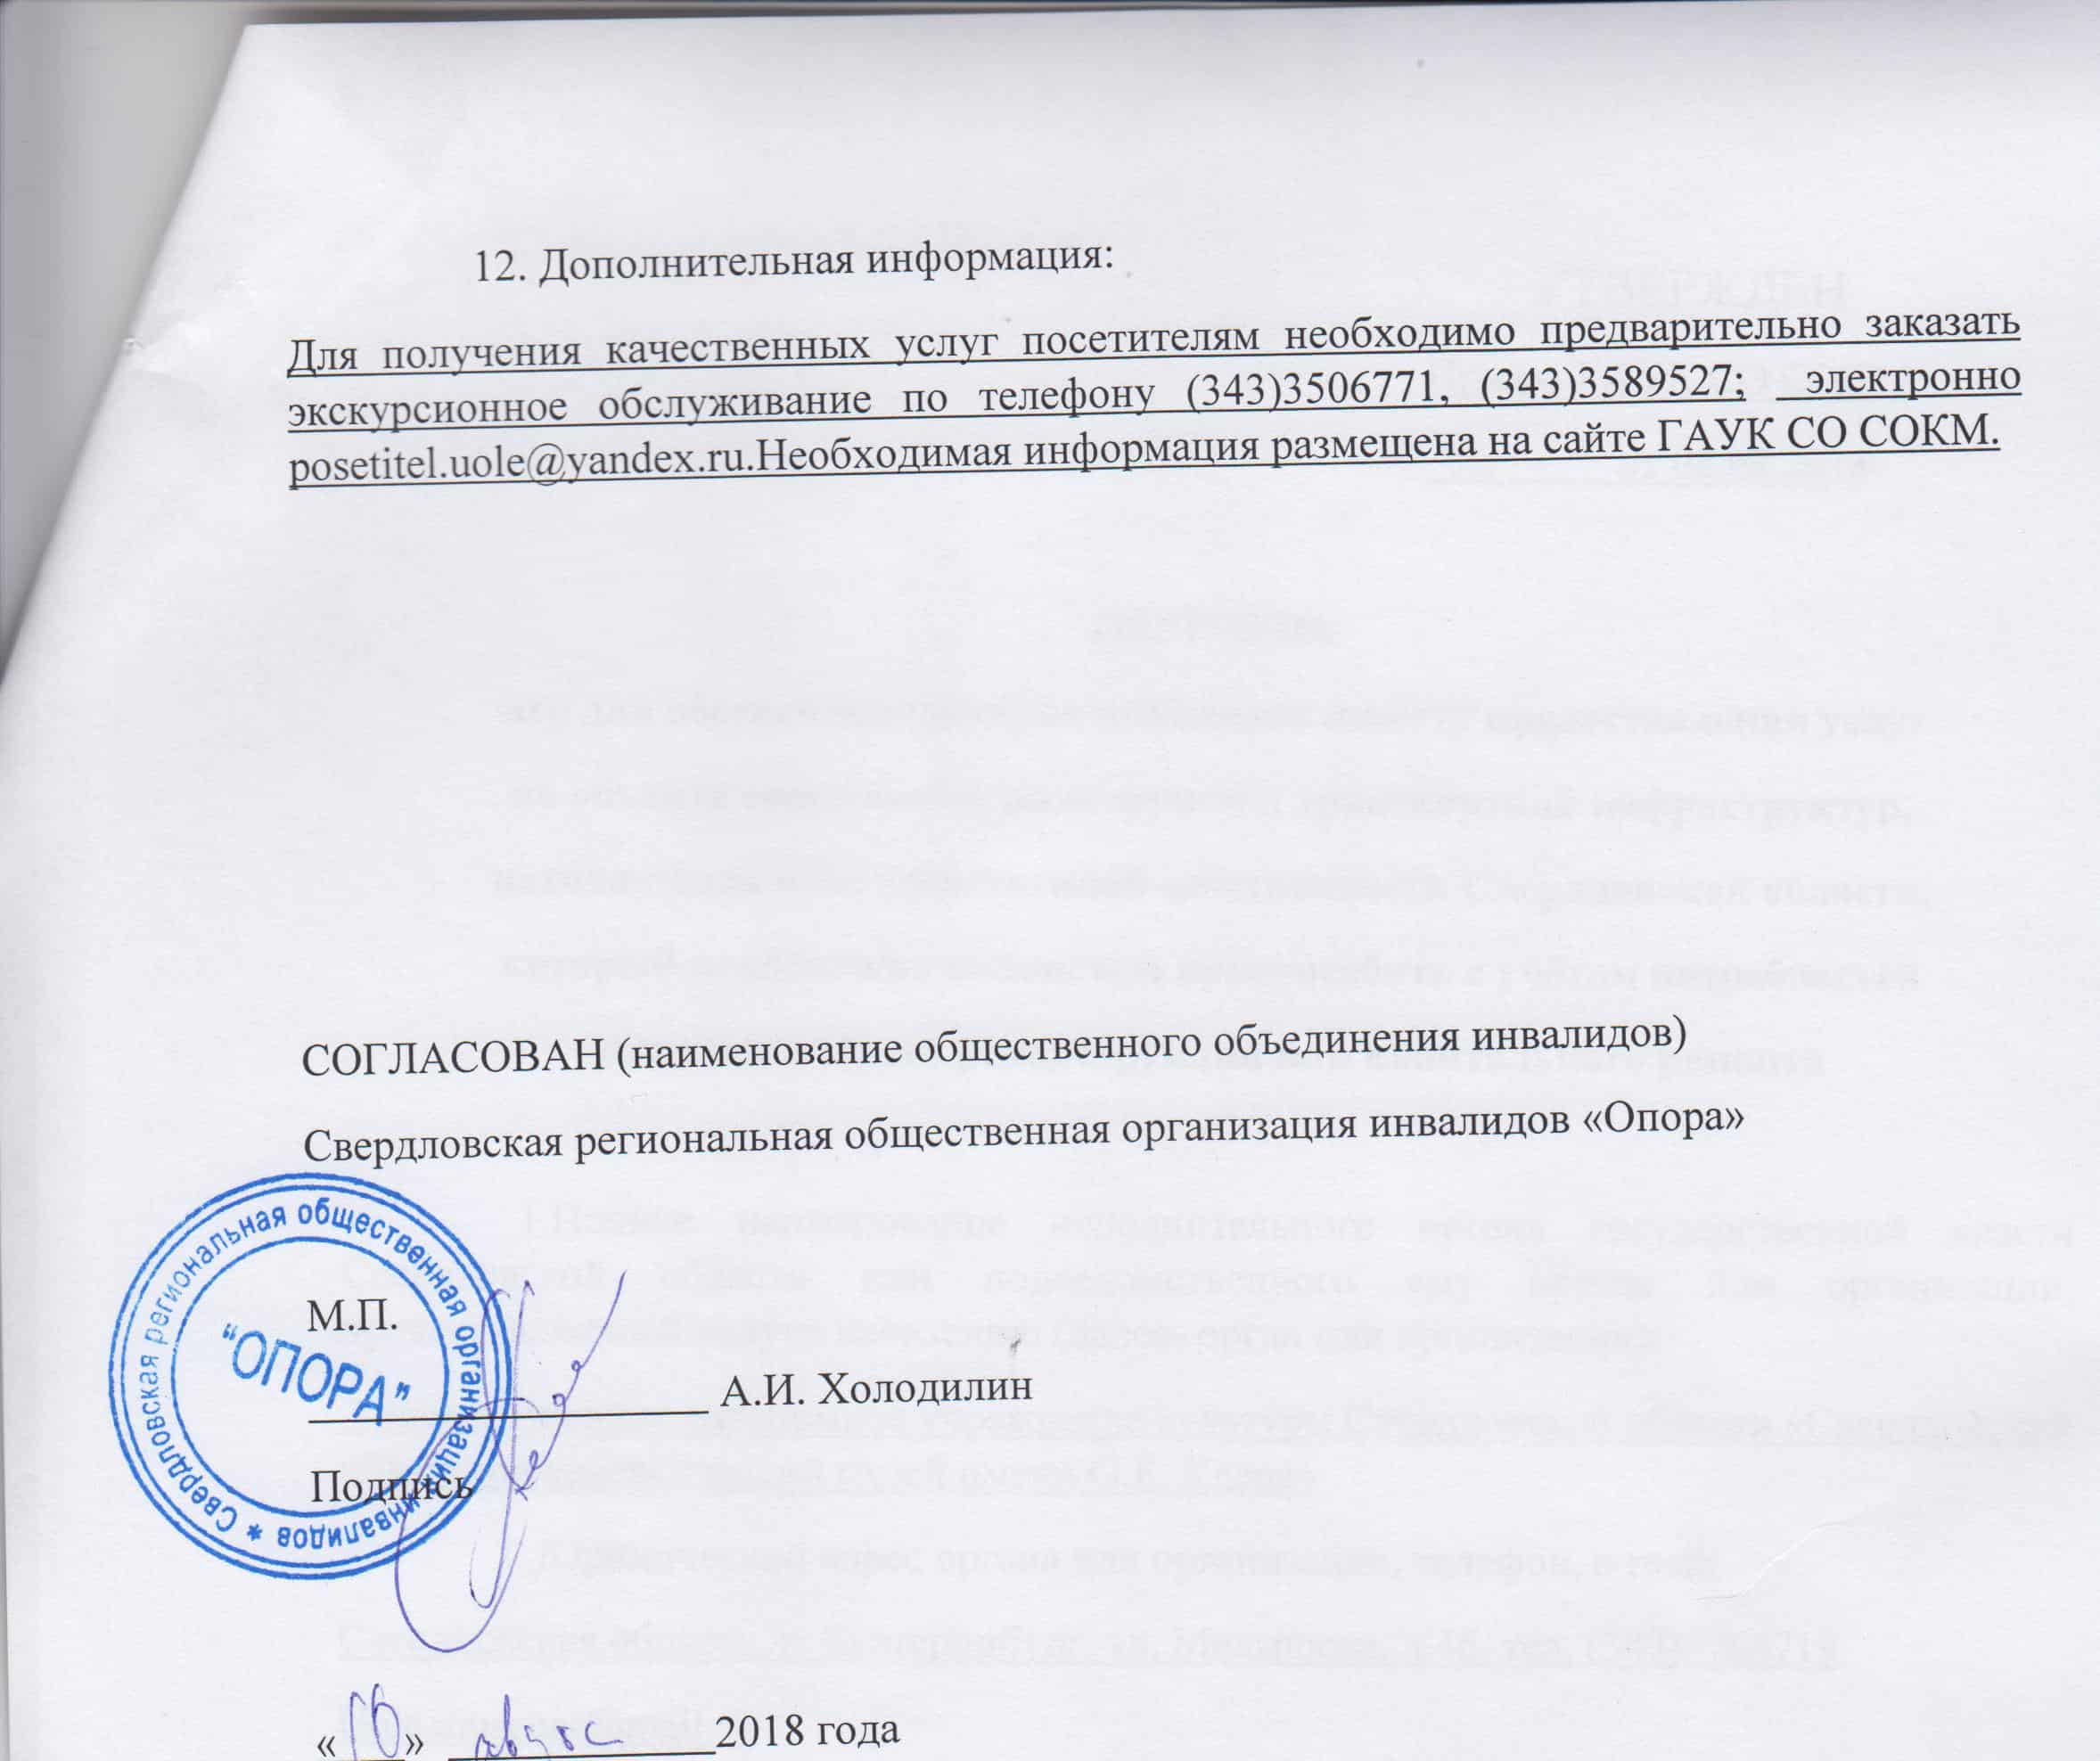 12. Дополнительная информация:
Для получения качественных услуг посетителям необходимо предварительно заказать
экскурсионное обслуживание по телефону (343)3506771, (343)3589527; электронно
posetitel.uole@yandex.ru.Необходимая информация размещена на сайте ГАУК СО СОКМ.
СОГЛАСОВАН (наименование общественного объединения инвалидов)
Свердловская региональная общественная организация инвалидов «Опора»
Свердловская региональная общественная организация инвалидов *
"ОПОРА"
М.П.
А.И. Холодилин
Подпись
« » 2018 года